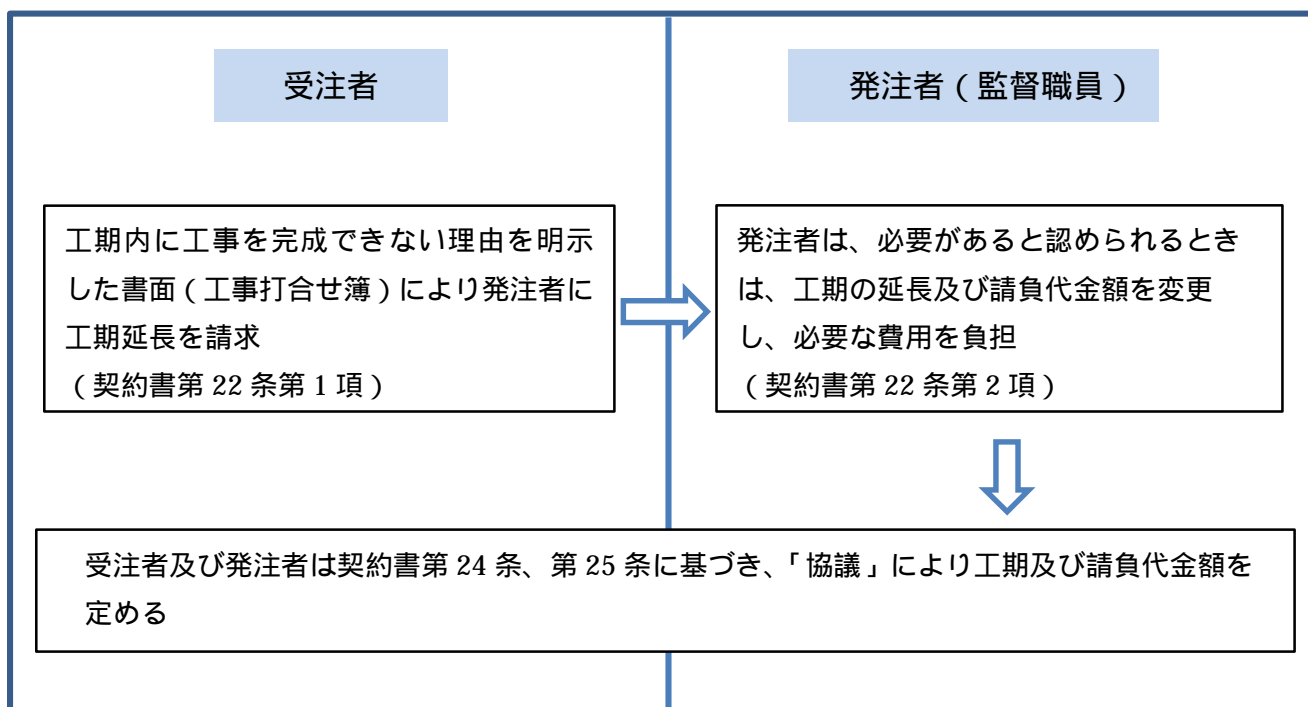 受注者
発注者（監督職員）
工期内に工事を完成できない理由を明示
した書面（工事打合せ簿）により発注者に
工期延長を請求
（契約書第 22 条第 1 項）
発注者は、必要があると認められるとき
は、工期の延長及び請負代金額を変更
し、必要な費用を負担
（契約書第 22 条第 2 項）
受注者及び発注者は契約書第 24 条、第 25 条に基づき、「協議」により工期及び請負代金額を
定める